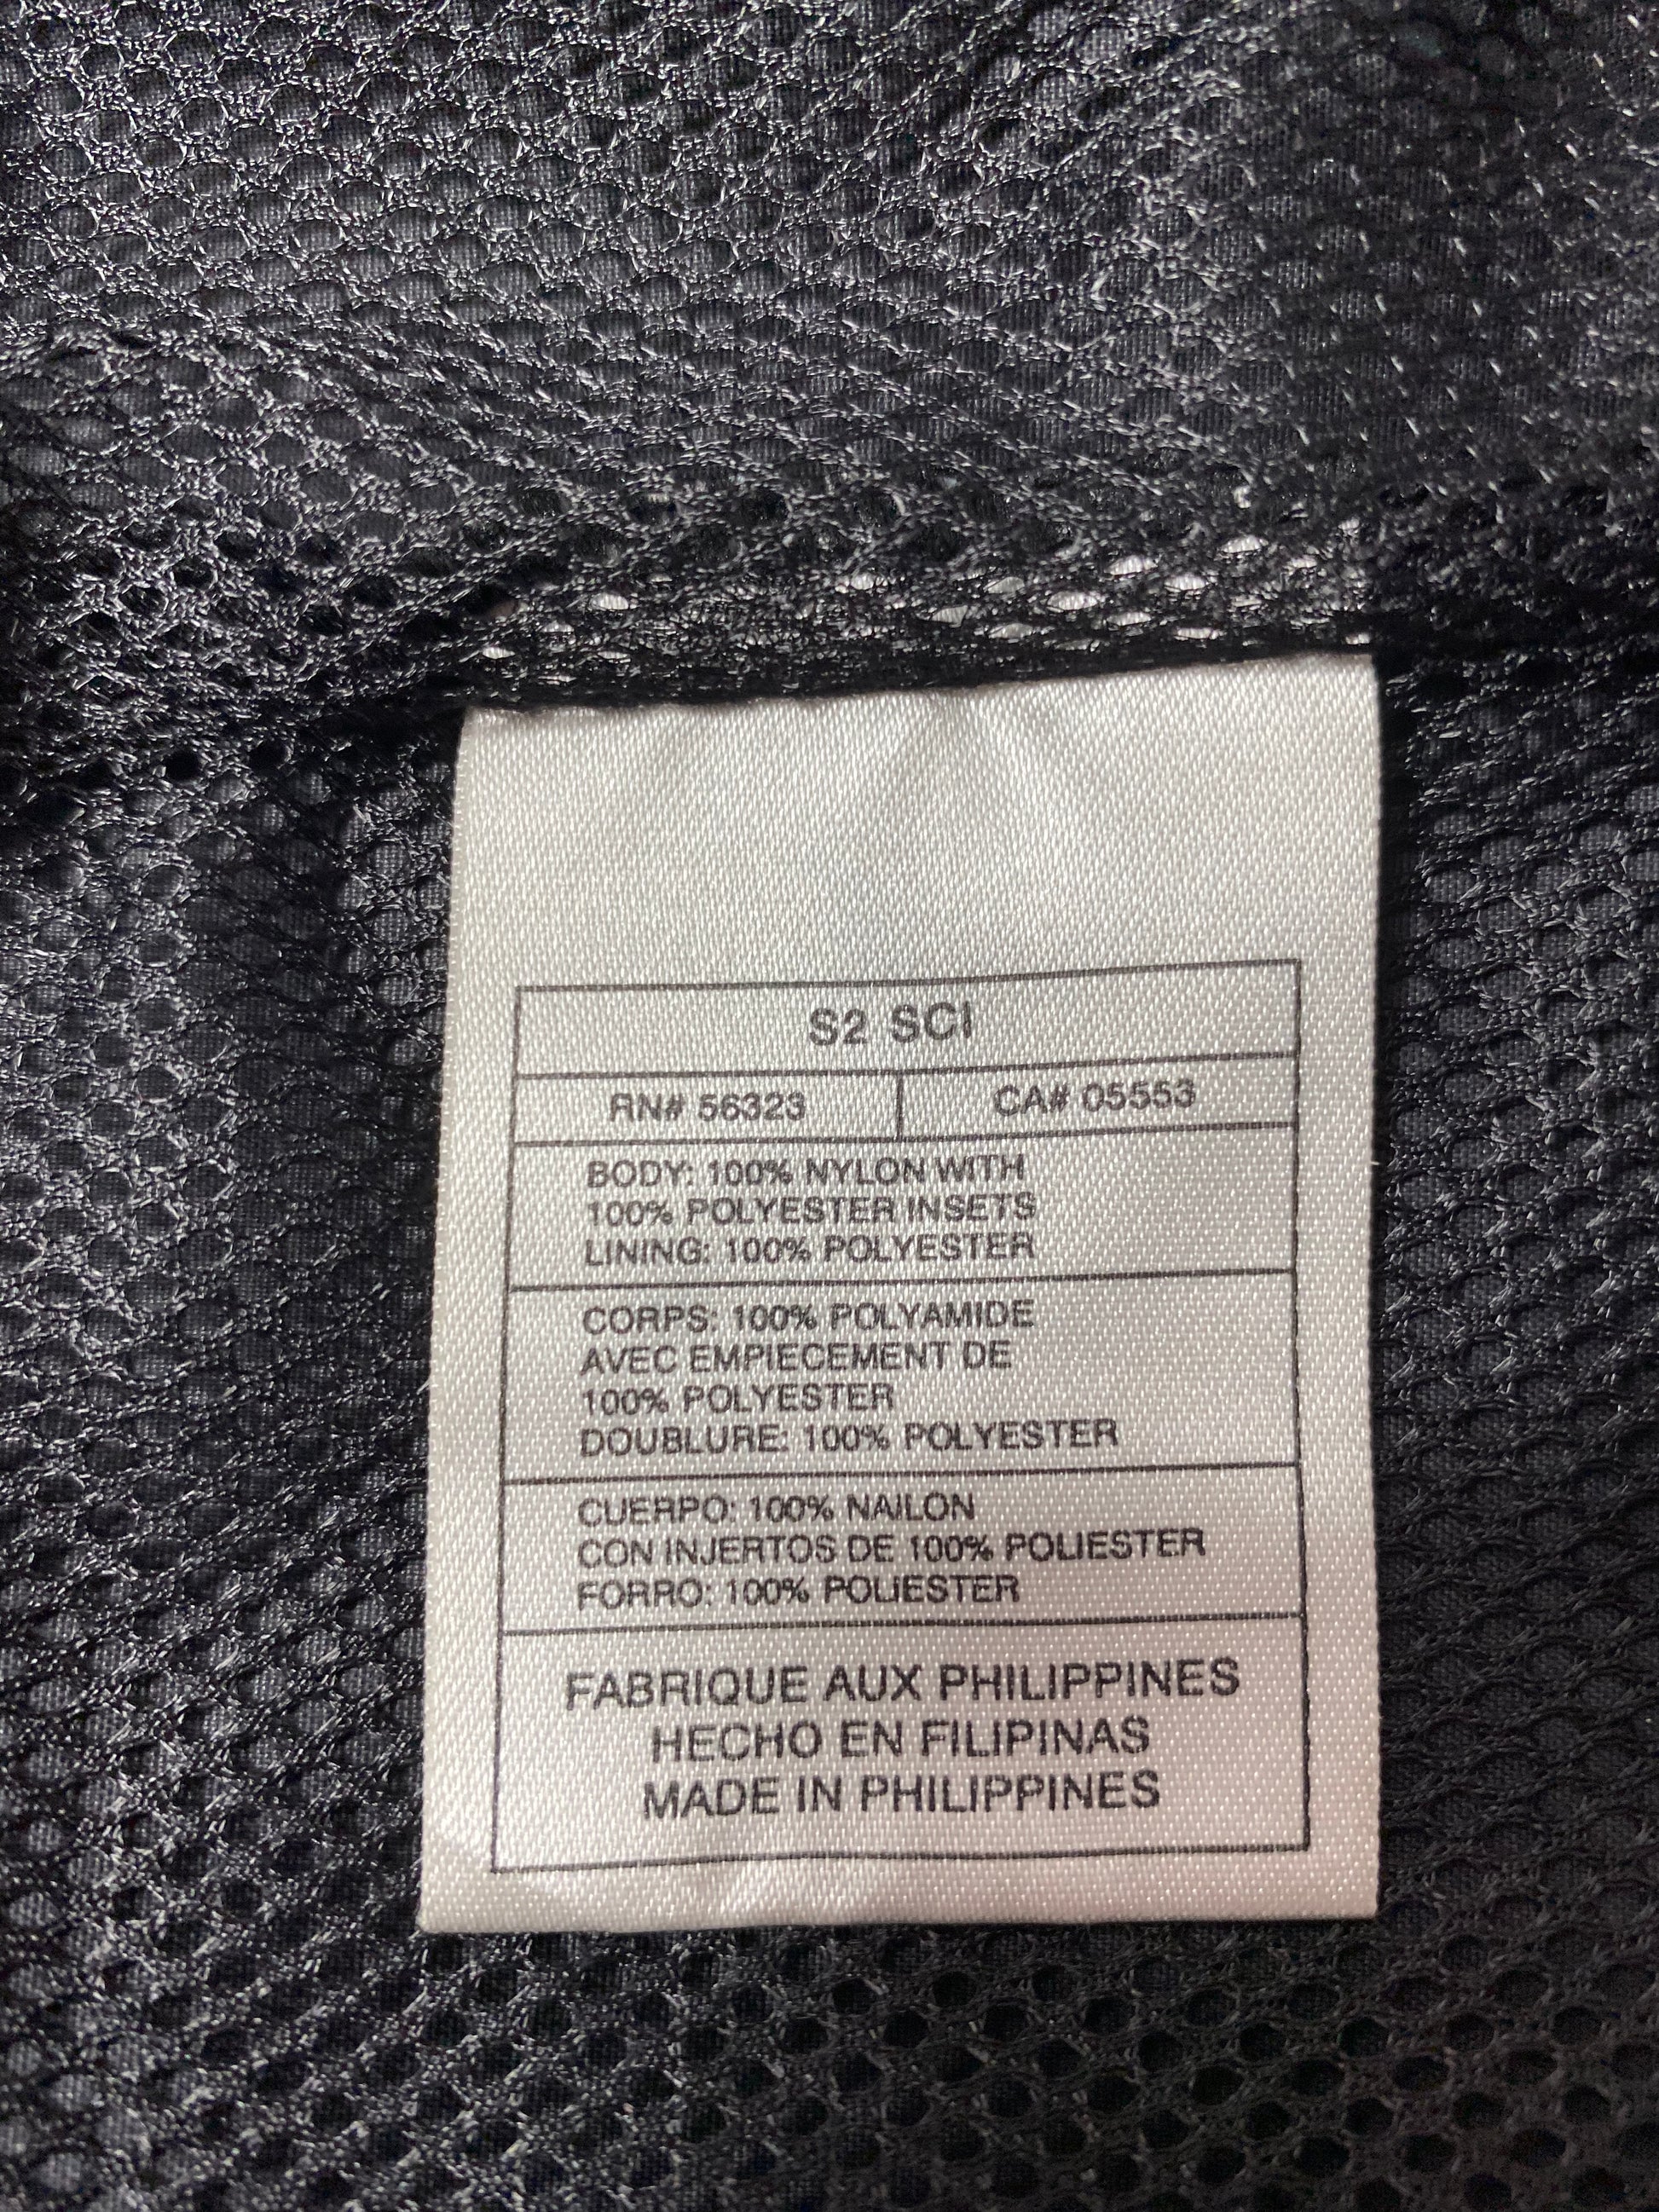 S2 SCI
RN# 56323 CA# 05553
BODY: 100% NYLON WITH
100% POLYESTER INSETS
LINING: 100% POLYESTER
CORPS: 100% POLYAMIDE
AVEC EMPIECEMENT DE
100% POLYESTER
DOUBLURE: 100% POLYESTER
CUERPO: 100% NAILON
CON INJERTOS DE 100% POLIESTER
FORRO: 100% POLIESTER
FABRIQUE AUX PHILIPPINES
HECHO EN FILIPINAS
MADE IN PHILIPPINES